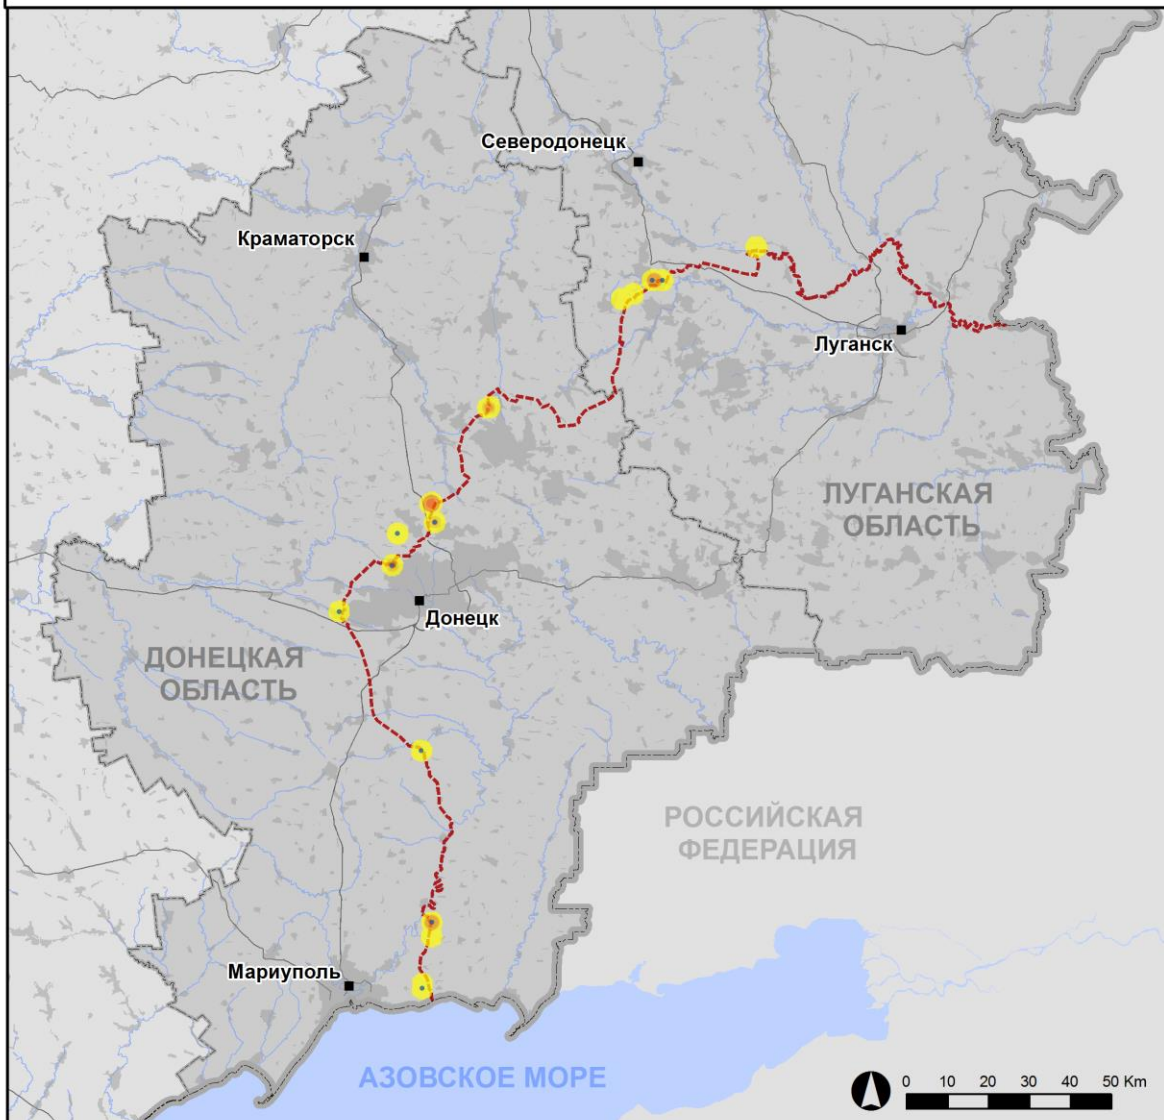 Северодонецк
Краматорск
Луганск
ЛУГАНСКАЯ
ОБЛАСТЬ
Донецк
ДОНЕЦКАЯ
ОБЛАСТЬ
РОССИЙСКАЯ
ФЕДЕРАЦИЯ
Мариуполь
АЗОВСКОЕ МОРЕ
0 10 20 30 40 50 Km